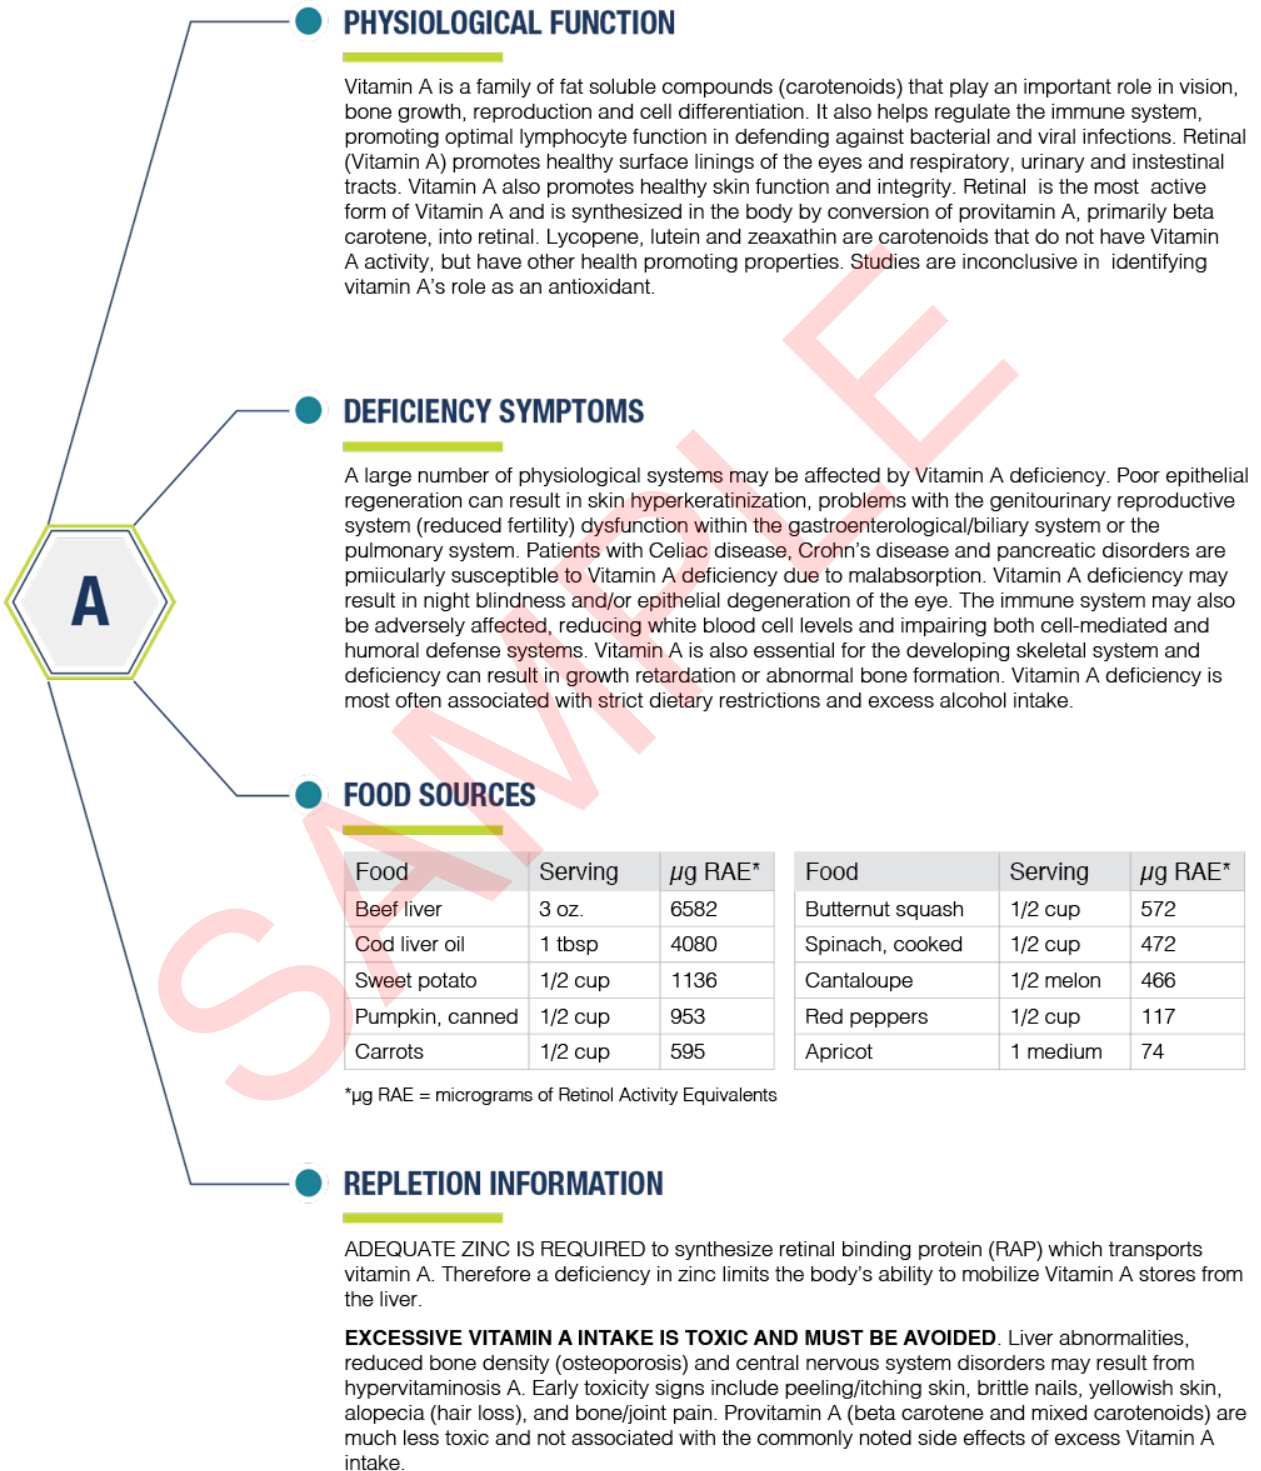 PHYSIOLOGICAL FUNCTION
Vitamin A is a family of fat soluble compounds (carotenoids) that play an important role in vision,
bone growth, reproduction and cell differentiation. It also helps regulate the immune system,
promoting optimal lymphocyte function in defending against bacterial and viral infections. Retinal
(Vitamin A) promotes healthy surface linings of the eyes and respiratory, urinary and instestinal
tracts. Vitamin A also promotes healthy skin function and integrity. Retinal is the most active
form of Vitamin A and is synthesized in the body by conversion of provitamin A, primarily beta
carotene, into retinal. Lycopene, lutein and zeaxathin are carotenoids that do not have Vitamin
A activity, but have other health promoting properties. Studies are inconclusive in identifying
vitamin A's role as an antioxidant.
DEFICIENCY SYMPTOMS
A large number of physiological systems may be affected by Vitamin A deficiency. Poor epithelial
regeneration can result in skin hyperkeratinization, problems with the genitourinary reproductive
system (reduced fertility) dysfunction within the gastroenterological/biliary system or the
pulmonary system. Patients with Celiac disease, Crohn's disease and pancreatic disorders are
pmiicularly susceptible to Vitamin A deficiency due to malabsorption. Vitamin A deficiency may
result in night blindness and/or epithelial degeneration of the eye. The immune system may also
be adversely affected, reducing white blood cell levels and impairing both cell-mediated and
humoral defense systems. Vitamin A is also essential for the developing skeletal system and
deficiency can result in growth retardation or abnormal bone formation. Vitamin A deficiency is
most often associated with strict dietary restrictions and excess alcohol intake.
A
FOOD SOURCES
Food Serving µg RAE*
Beef liver 3 oz. 6582
Cod liver oil 1 tbsp 4080
Sweet potato 1/2 cup 1136
Pumpkin, canned 1/2 cup 953
Carrots 1/2 cup 595
Food Serving µg RAE*
Butternut squash 1/2 cup 572
Spinach, cooked 1/2 cup 472
Cantaloupe 1/2 melon 466
Red peppers 1/2 cup 117
Apricot 1 medium 74
*µg RAE = micrograms of Retinol Activity Equivalents
REPLETION INFORMATION
ADEQUATE ZINC IS REQUIRED to synthesize retinal binding protein (RAP) which transports
vitamin A. Therefore a deficiency in zinc limits the body's ability to mobilize Vitamin A stores from
the liver.
EXCESSIVE VITAMIN A INTAKE IS TOXIC AND MUST BE AVOIDED. Liver abnormalities,
reduced bone density (osteoporosis) and central nervous system disorders may result from
hypervitaminosis A. Early toxicity signs include peeling/itching skin, brittle nails, yellowish skin,
alopecia (hair loss), and bone/joint pain. Provitamin A (beta carotene and mixed carotenoids) are
much less toxic and not associated with the commonly noted side effects of excess Vitamin A
intake.
SAMPLE